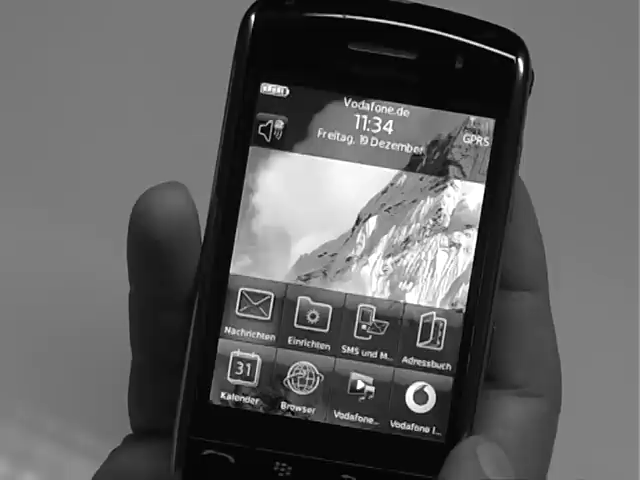 Vodafone.de
11:34
GPRS
Freitag, 19 Dezember
Nachrichten
Einrichten
SMS und M...
Adressbuch
31
Kalender
Browser
Vodafone...
Vodafone l...